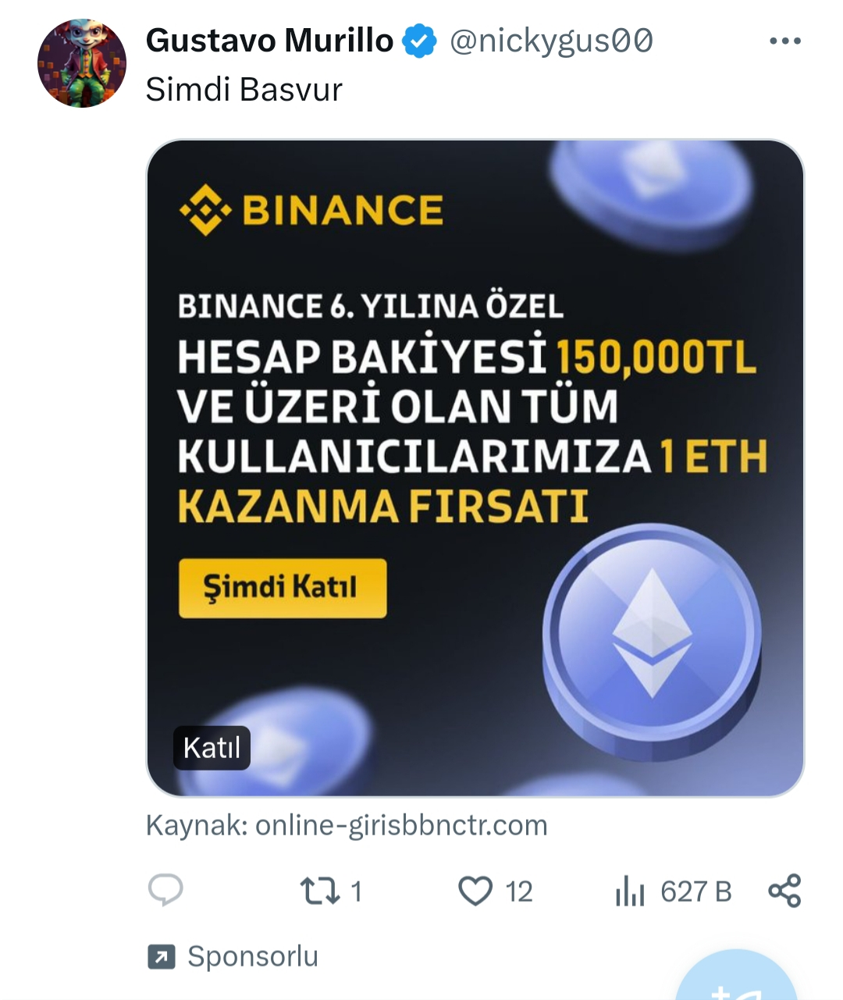 Gustavo Murillo @nickygus00
Simdi Basvur
BINANCE
BINANCE 6. YILINA ÖZEL
HESAP BAKİYESİ 150,000TL
VE ÜZERİ OLAN TÜM
KULLANICILARIMIZA 1 ETH
KAZANMA FIRSATI
Şimdi Katıl
Katıl
Kaynak: online-girisbbnctr.com
1 12 627 B
Sponsorlu